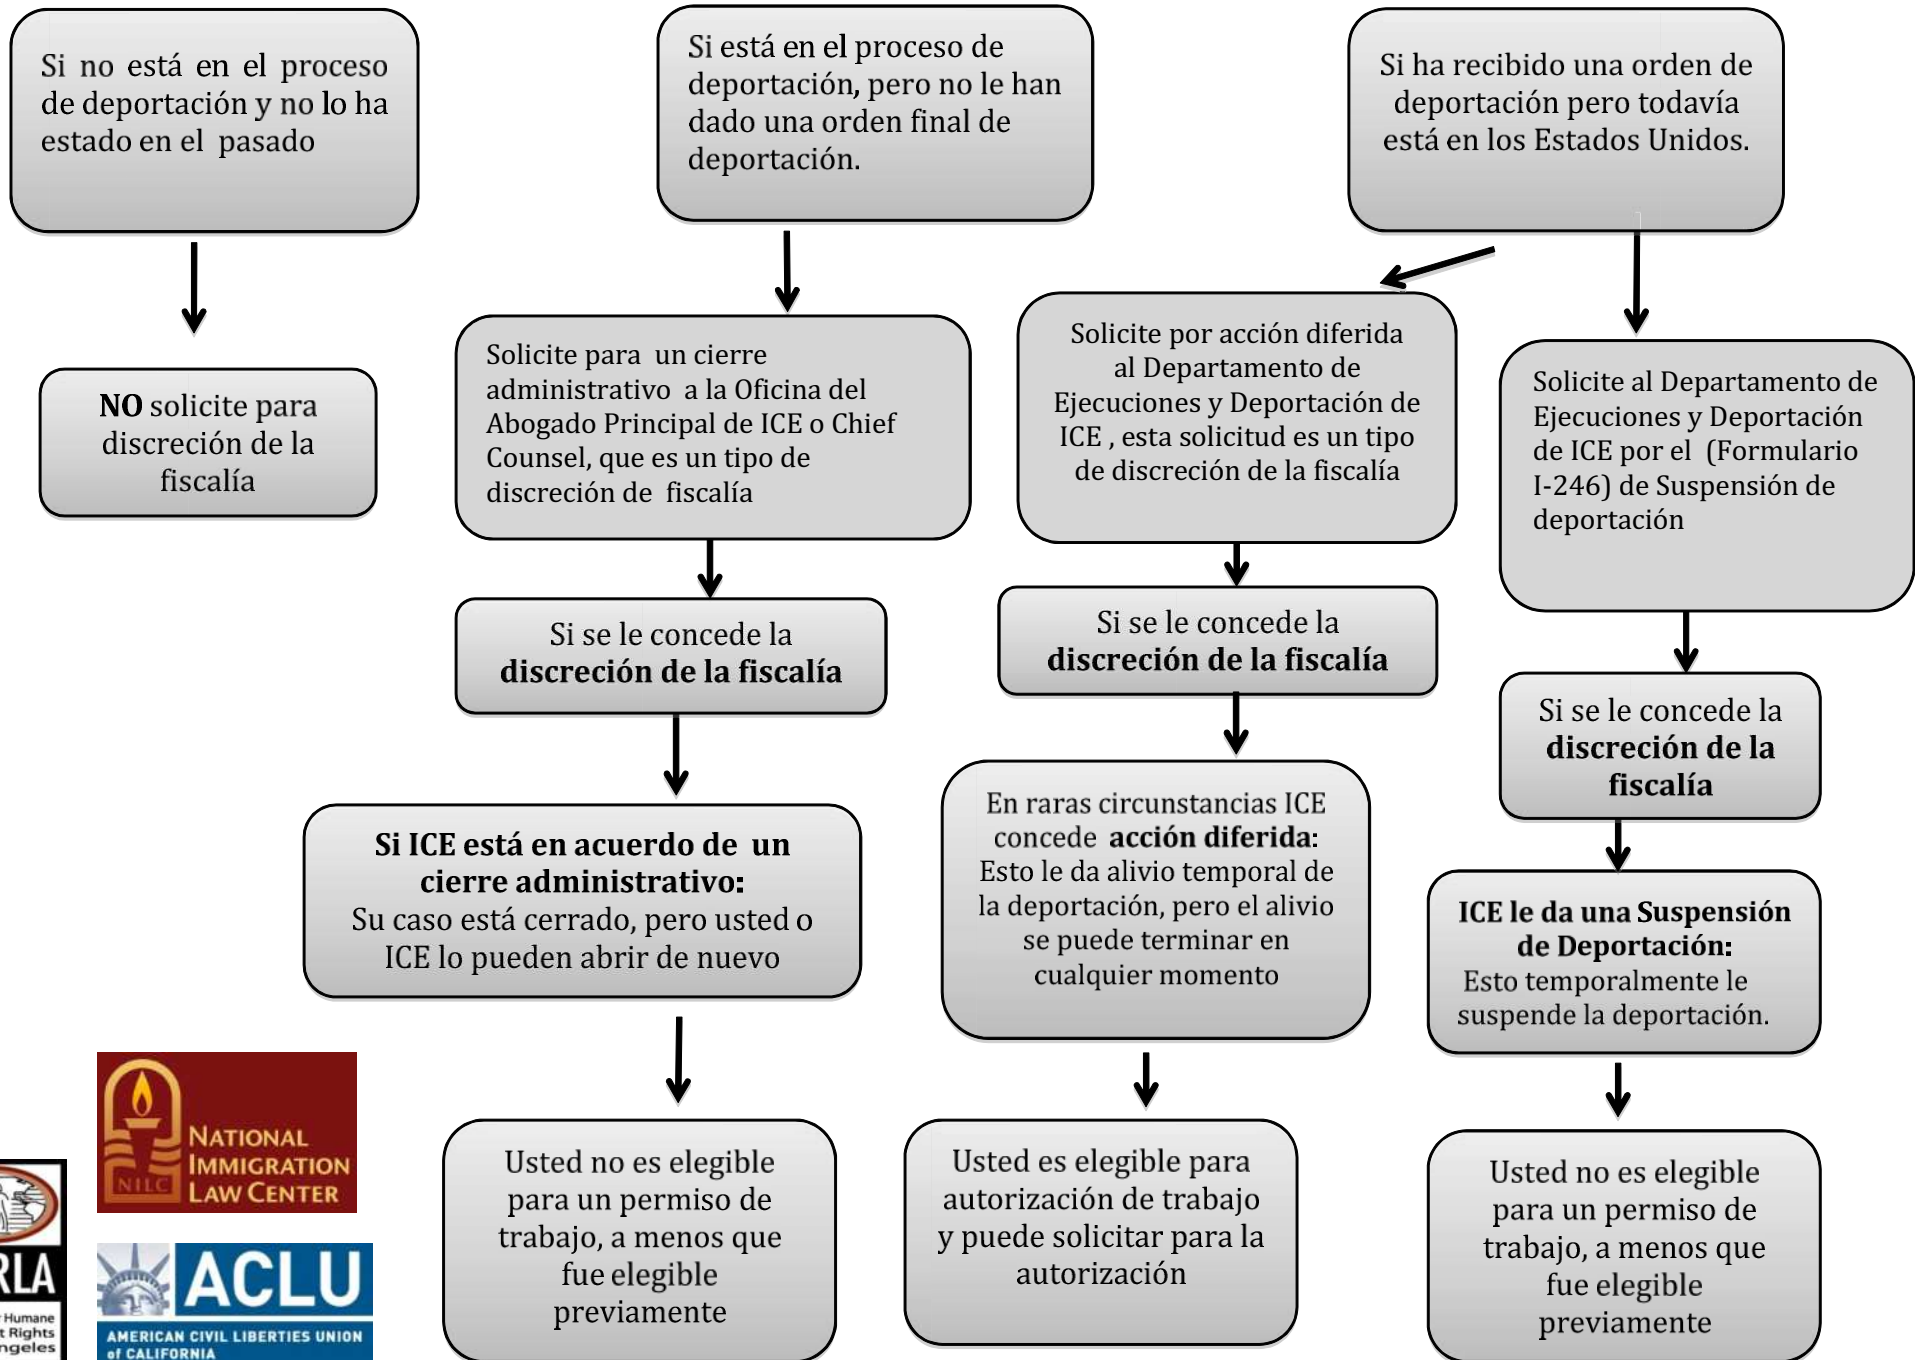 Si no está en el proceso
de deportación y no lo ha
estado en el pasado
NO solicite para
discreción de la
fiscalía
Si está en el proceso de
deportación, pero no le han
dado una orden final de
deportación.
Solicite para un cierre
administrativo a la Oficina del
Abogado Principal de ICE o Chief
Counsel, que es un tipo de
discreción de fiscalía
Si se le concede la
discreción de la fiscalía
Si ICE está en acuerdo de un
cierre administrativo:
Su caso está cerrado, pero usted o
ICE lo pueden abrir de nuevo
Usted no es elegible
para un permiso de
trabajo, a menos que
fue elegible
previamente
Si ha recibido una orden de
deportación pero todavía
está en los Estados Unidos.
Solicite por acción diferida
al Departamento de
Ejecuciones y Deportación de
ICE , esta solicitud es un tipo
de discreción de la fiscalía
Si se le concede la
discreción de la fiscalía
En raras circunstancias ICE
concede acción diferida:
Esto le da alivio temporal de
la deportación, pero el alivio
se puede terminar en
cualquier momento
Usted es elegible para
autorización de trabajo
y puede solicitar para la
autorización
Solicite al Departamento de
Ejecuciones y Deportación
de ICE por el (Formulario
I-246) de Suspensión de
deportación
Si se le concede la
discreción de la
fiscalía
ICE le da una Suspensión
de Deportación:
Esto temporalmente le
suspende la deportación.
Usted no es elegible
para un permiso de
trabajo, a menos que
fue elegible
previamente
NILC
NATIONAL
IMMIGRATION
LAW CENTER
RLA
Humane
t Rights
ngeles
ACLU
AMERICAN CIVIL LIBERTIES UNION
of CALIFORNIA